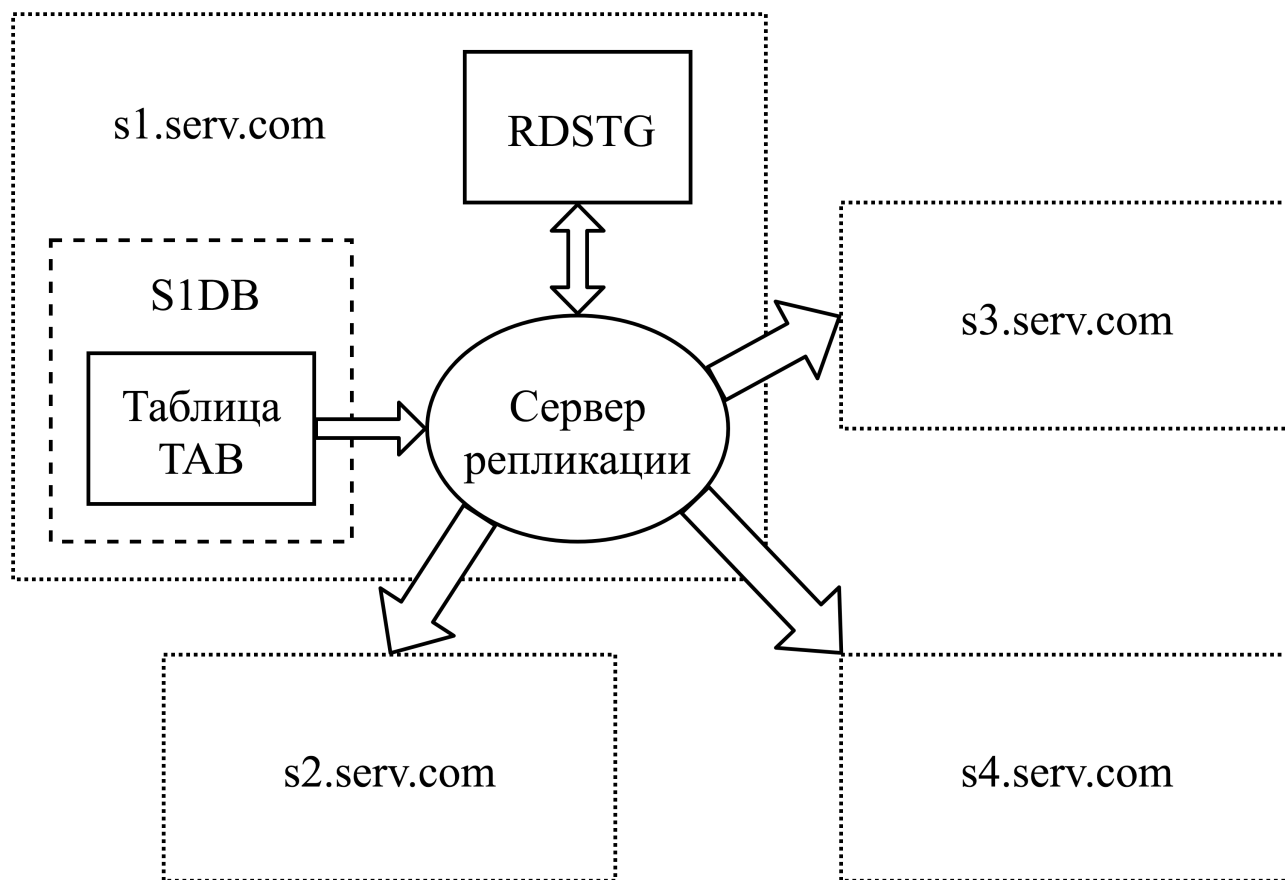 s1.serv.com
RDSTG
S1DB
Таблица
TAB
Сервер
репликации
s3.serv.com
s2.serv.com
s4.serv.com